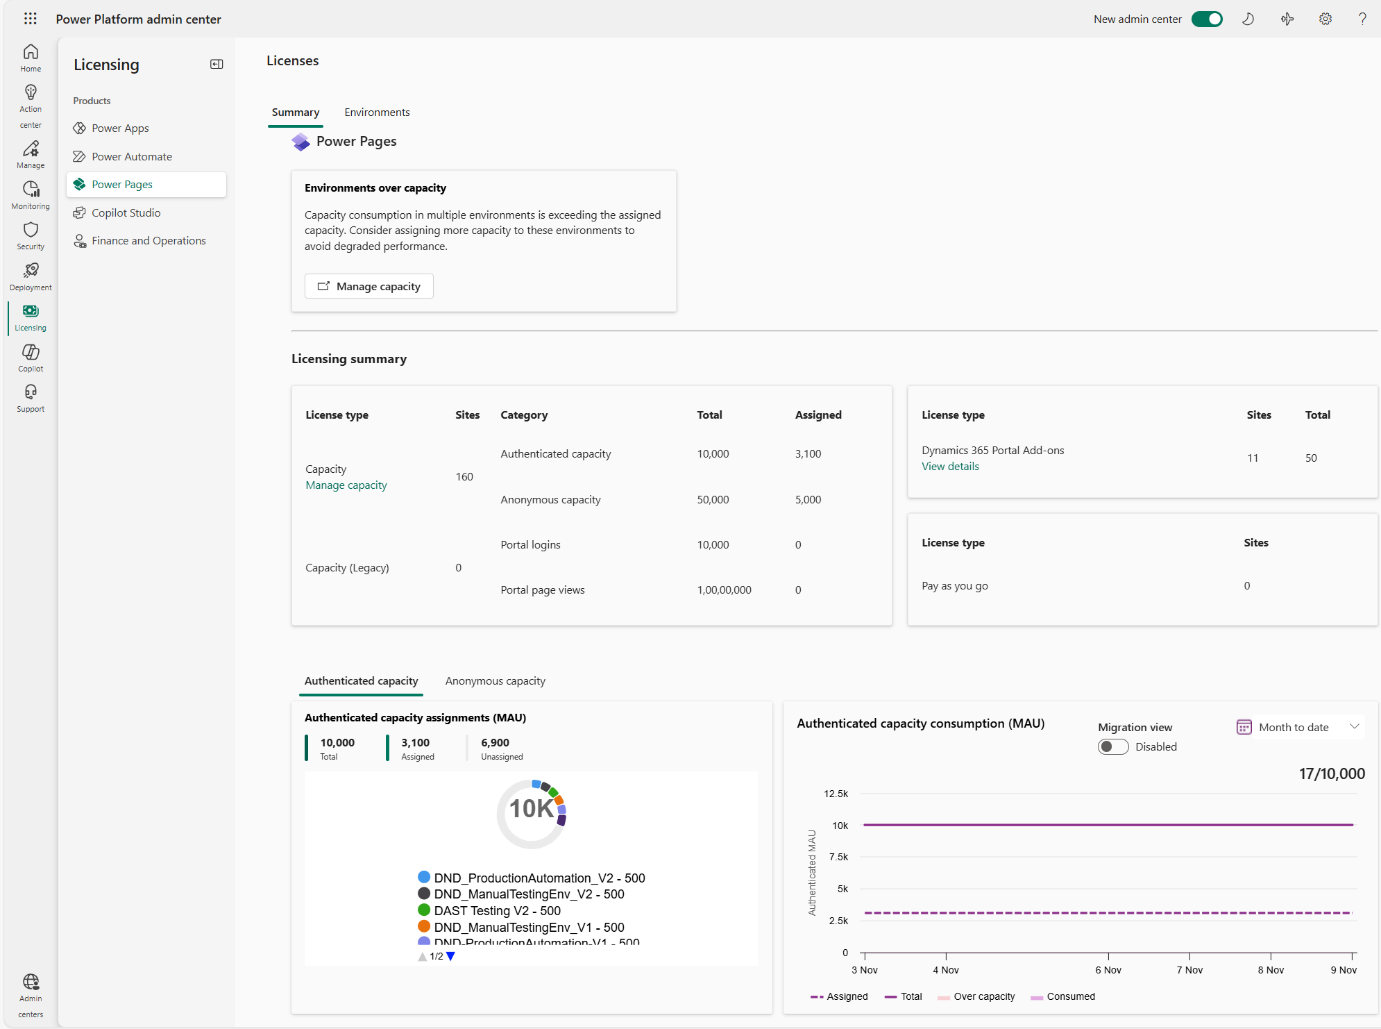 Power Platform admin center
New admin center
Home
Action
center
Manage
Monitoring
Security
Deployment
Licensing
Copilot
Support
Admin
centers
Licensing
Products
Power Apps
Power Automate
Power Pages
Copilot Studio
Finance and Operations
Licenses
Summary Environments
Power Pages
Environments over capacity
Capacity consumption in multiple environments is exceeding the assigned
capacity. Consider assigning more capacity to these environments to
avoid degraded performance.
Manage capacity
Licensing summary
License type Sites Category Total Assigned
Capacity
Manage capacity
160
Authenticated capacity 10,000 3,100
Anonymous capacity 50,000 5,000
Capacity (Legacy) 0
Portal logins 10,000 0
Portal page views 1,00,00,000 0
License type Sites Total
Dynamics 365 Portal Add-ons
View details
11 50
License type Sites
Pay as you go 0
Authenticated capacity Anonymous capacity
Authenticated capacity assignments (MAU)
10,000 3,100 6,900
Total Assigned Unassigned
10K
DND_ProductionAutomation_V2 - 500
DND_ManualTestingEnv_V2 - 500
DAST Testing V2 - 500
DND_ManualTestingEnv_V1 - 500
DND-ProductionAutomation-V1 - 500
1/2
Authenticated capacity consumption (MAU)
Migration view
Disabled
Month to date
17/10,000
Authenticated MAU
12.5k
10k
7.5k
5k
2.5k
0
3 Nov 4 Nov 6 Nov 7 Nov 8 Nov 9 Nov
Assigned Total Over capacity Consumed